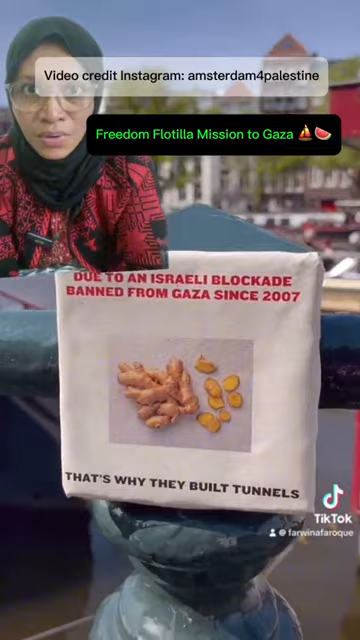 Video credit Instagram: amsterdam4palestine
Freedom Flotilla Mission to Gaza ⛵🍉
DUE TO AN ISRAELI BLOCKADE
BANNED FROM GAZA SINCE 2007
THAT'S WHY THEY BUILT TUNNELS
TikTok
@farwinafaroque